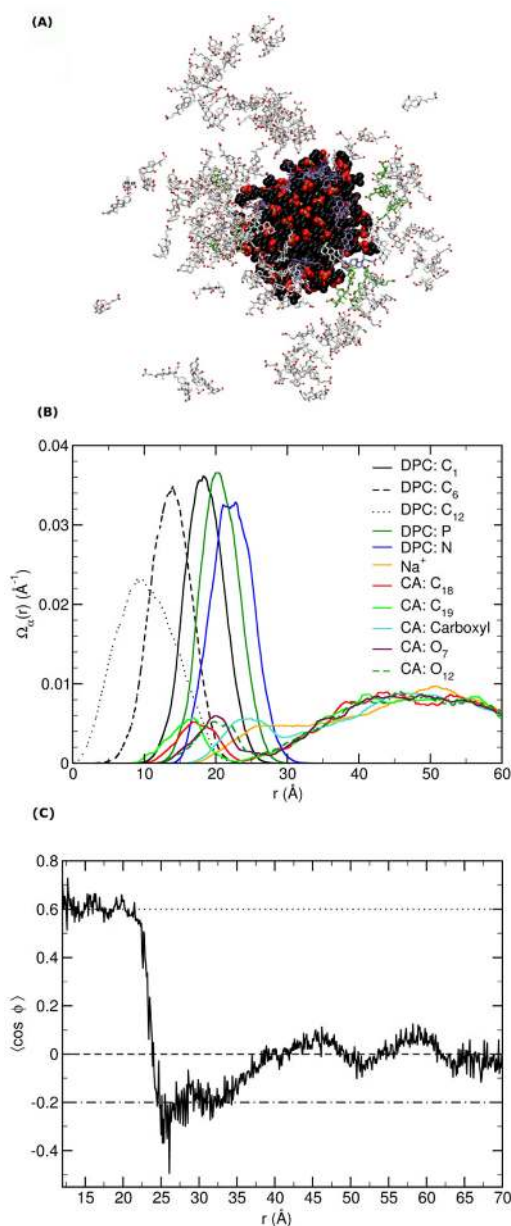 (A)
(B)
0.04
0.03
0.02
0.01
0
Ωα(r) (Å⁻¹)
DPC: C₁
DPC: C₆
DPC: C₁₂
DPC: P
DPC: N
Na⁺
CA: C₁₈
CA: C₁₉
CA: Carboxyl
CA: O₇
CA: O₁₂
0 10 20 30 40 50 60
r (Å)
(C)
0.8
0.6
0.4
0.2
0
-0.2
-0.4
⟨cos ϕ⟩
15 20 25 30 35 40 45 50 55 60 65 70
r (Å)